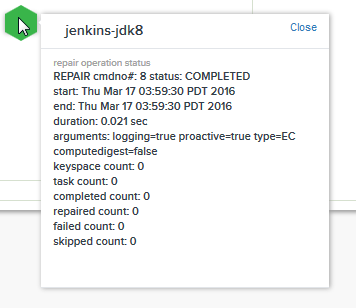 jenkins-jdk8
Close
repair operation status
REPAIR cmdno#: 8 status: COMPLETED
start: Thu Mar 17 03:59:30 PDT 2016
end: Thu Mar 17 03:59:30 PDT 2016
duration: 0.021 sec
arguments: logging=true proactive=true type=EC
computedigest=false
keyspace count: 0
task count: 0
completed count: 0
repaired count: 0
failed count: 0
skipped count: 0